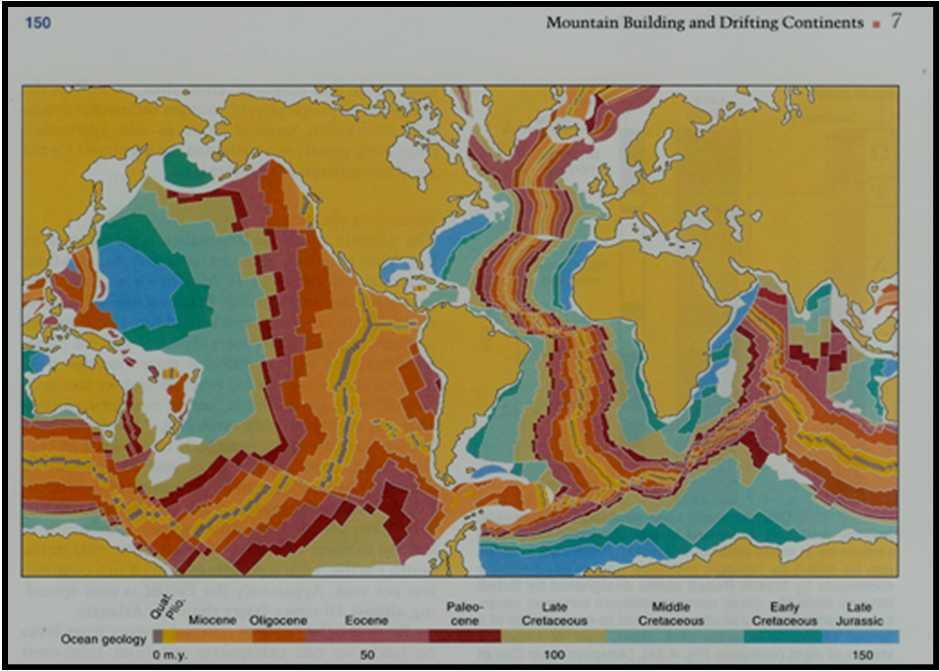 150
Mountain Building and Drifting Continents ▪ 7
Quat.
Plio.
Miocene
Oligocene
Eocene
Paleo-
cene
Late
Cretaceous
Middle
Cretaceous
Early
Cretaceous
Late
Jurassic
Ocean geology
0 m.y.
50
100
150